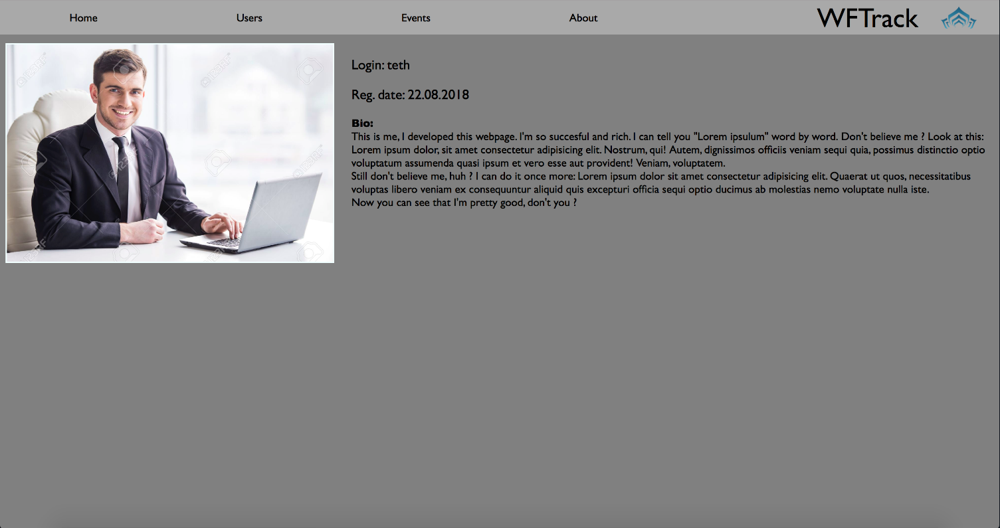 Home Users Events About WFTrack
Login: teth
Reg. date: 22.08.2018
Bio:
This is me, I developed this webpage. I'm so succesful and rich. I can tell you "Lorem ipsulum" word by word. Don't believe me ? Look at this:
Lorem ipsum dolor, sit amet consectetur adipisicing elit. Nostrum, qui! Autem, dignissimos officiis veniam sequi quia, possimus distinctio optio
voluptatum assumenda quasi ipsum et vero esse aut provident! Veniam, voluptatem.
Still don't believe me, huh ? I can do it once more: Lorem ipsum dolor sit amet consectetur adipisicing elit. Quaerat ut quos, necessitatibus
voluptas libero veniam ex consequuntur aliquid quis excepturi officia sequi optio ducimus ab molestias nemo voluptate nulla iste.
Now you can see that I'm pretty good, don't you ?